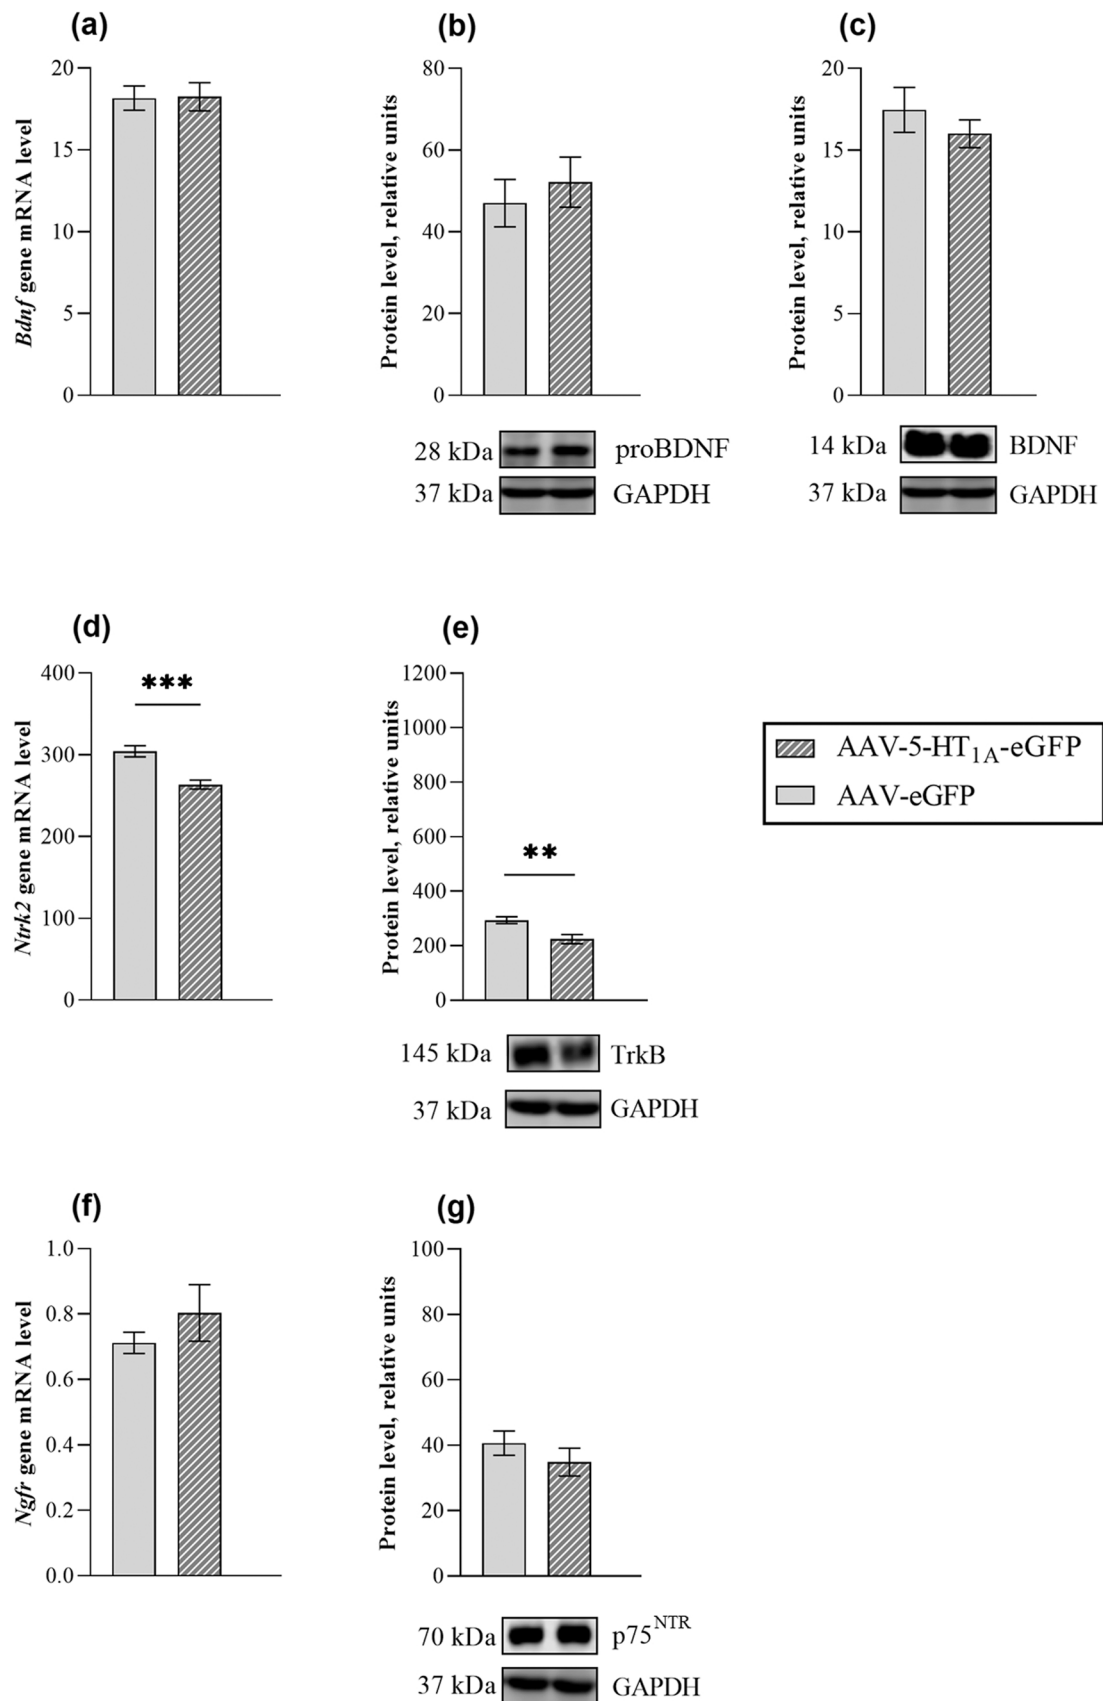 (a)
20
15
10
5
0
Bdnf gene mRNA level
(b)
80
60
40
20
0
Protein level, relative units
28 kDa proBDNF
37 kDa GAPDH
(c)
20
15
10
5
0
Protein level, relative units
14 kDa BDNF
37 kDa GAPDH
(d)
400
300
200
100
0
Ntrk2 gene mRNA level
***
(e)
1200
1000
800
600
400
200
0
Protein level, relative units
**
145 kDa TrkB
37 kDa GAPDH
AAV-5-HT1A-eGFP
AAV-eGFP
(f)
1.0
0.8
0.6
0.4
0.2
0.0
Ngfr gene mRNA level
(g)
100
80
60
40
20
0
Protein level, relative units
70 kDa p75NTR
37 kDa GAPDH